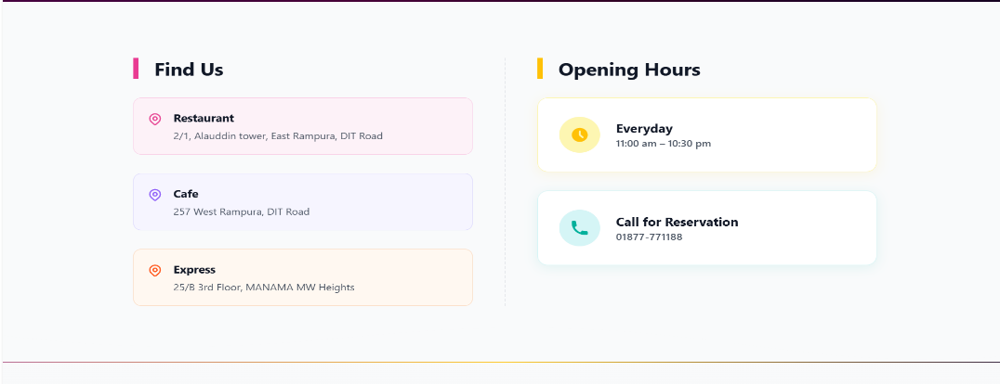 Find Us
Restaurant
2/1, Alauddin tower, East Rampura, DIT Road
Cafe
257 West Rampura, DIT Road
Express
25/B 3rd Floor, MANAMA MW Heights
Opening Hours
Everyday
11:00 am – 10:30 pm
Call for Reservation
01877-771188